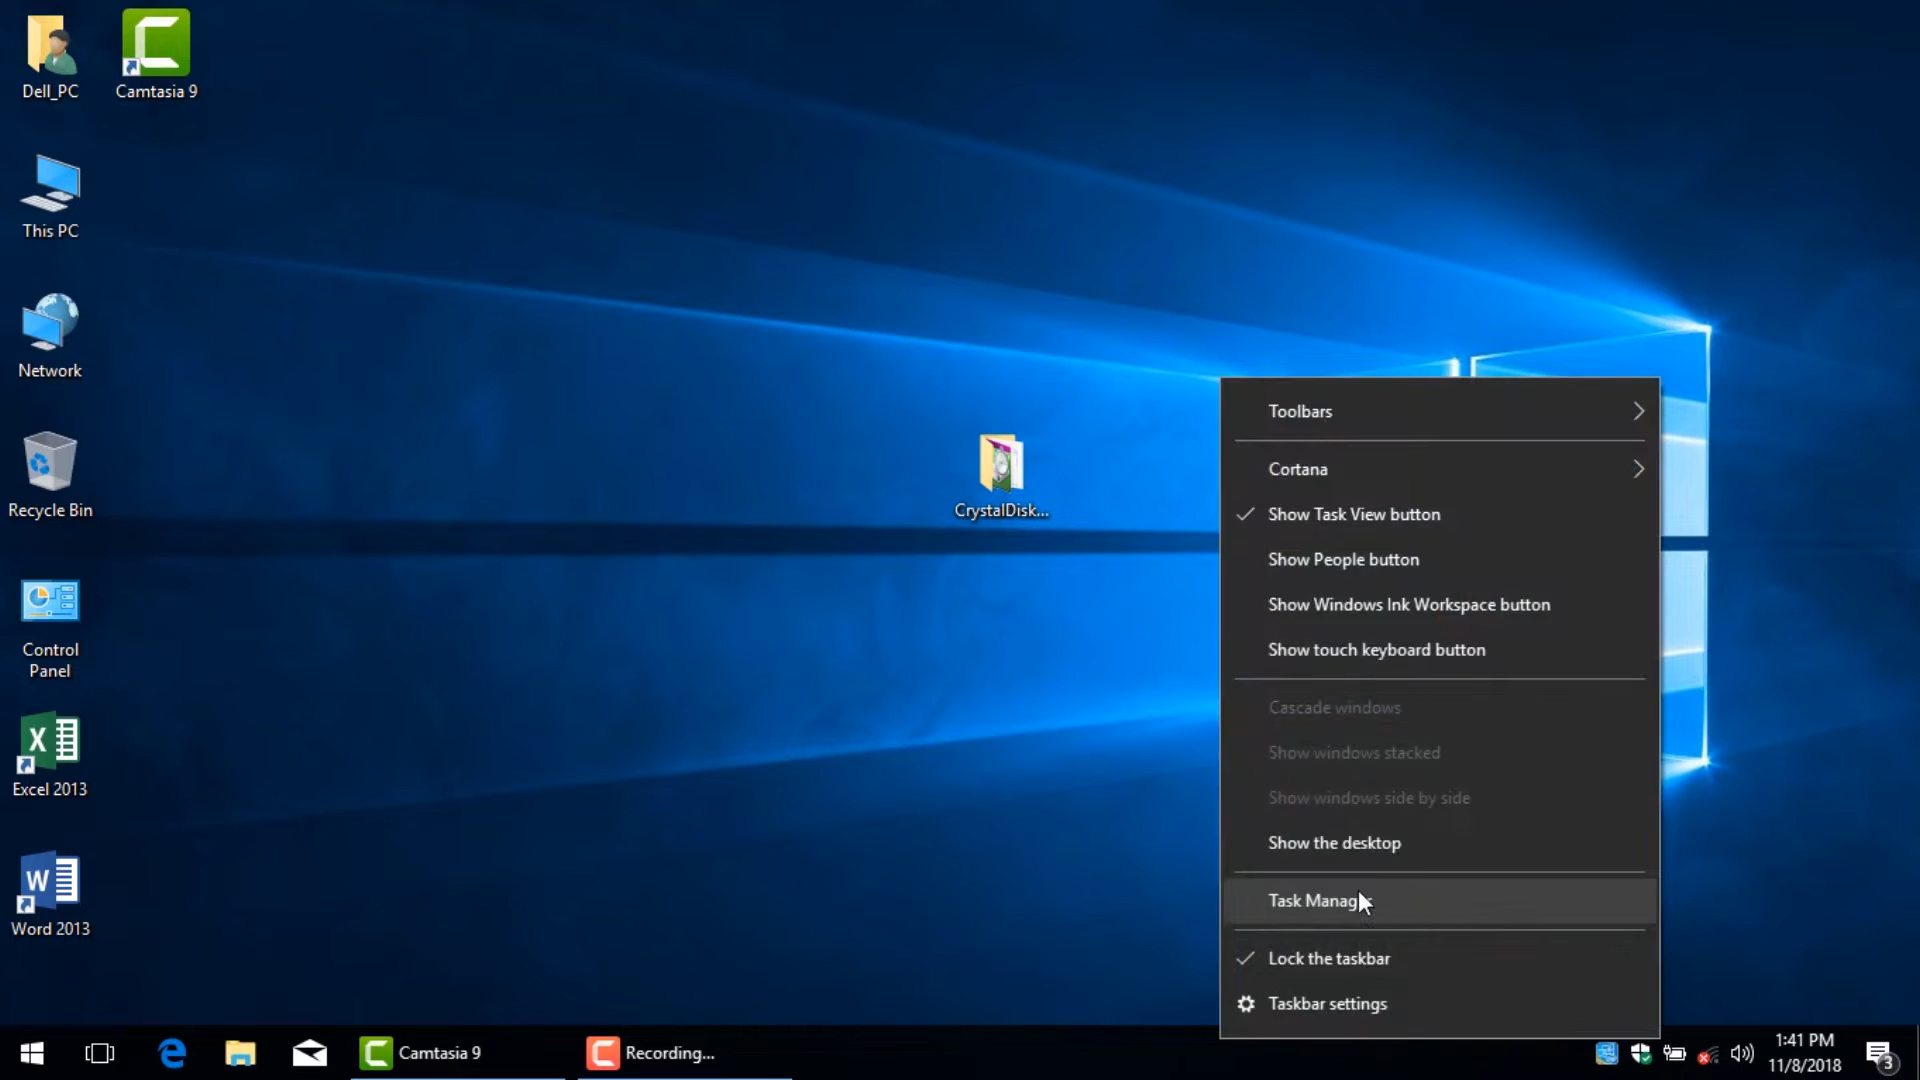 Dell_PC
Camtasia 9
This PC
Network
Recycle Bin
Control
Panel
Excel 2013
Word 2013
CrystalDisk...
Toolbars
Cortana
Show Task View button
Show People button
Show Windows Ink Workspace button
Show touch keyboard button
Cascade windows
Show windows stacked
Show windows side by side
Show the desktop
Task Manager
Lock the taskbar
Taskbar settings
Camtasia 9
Recording...
1:41 PM
11/8/2018
3